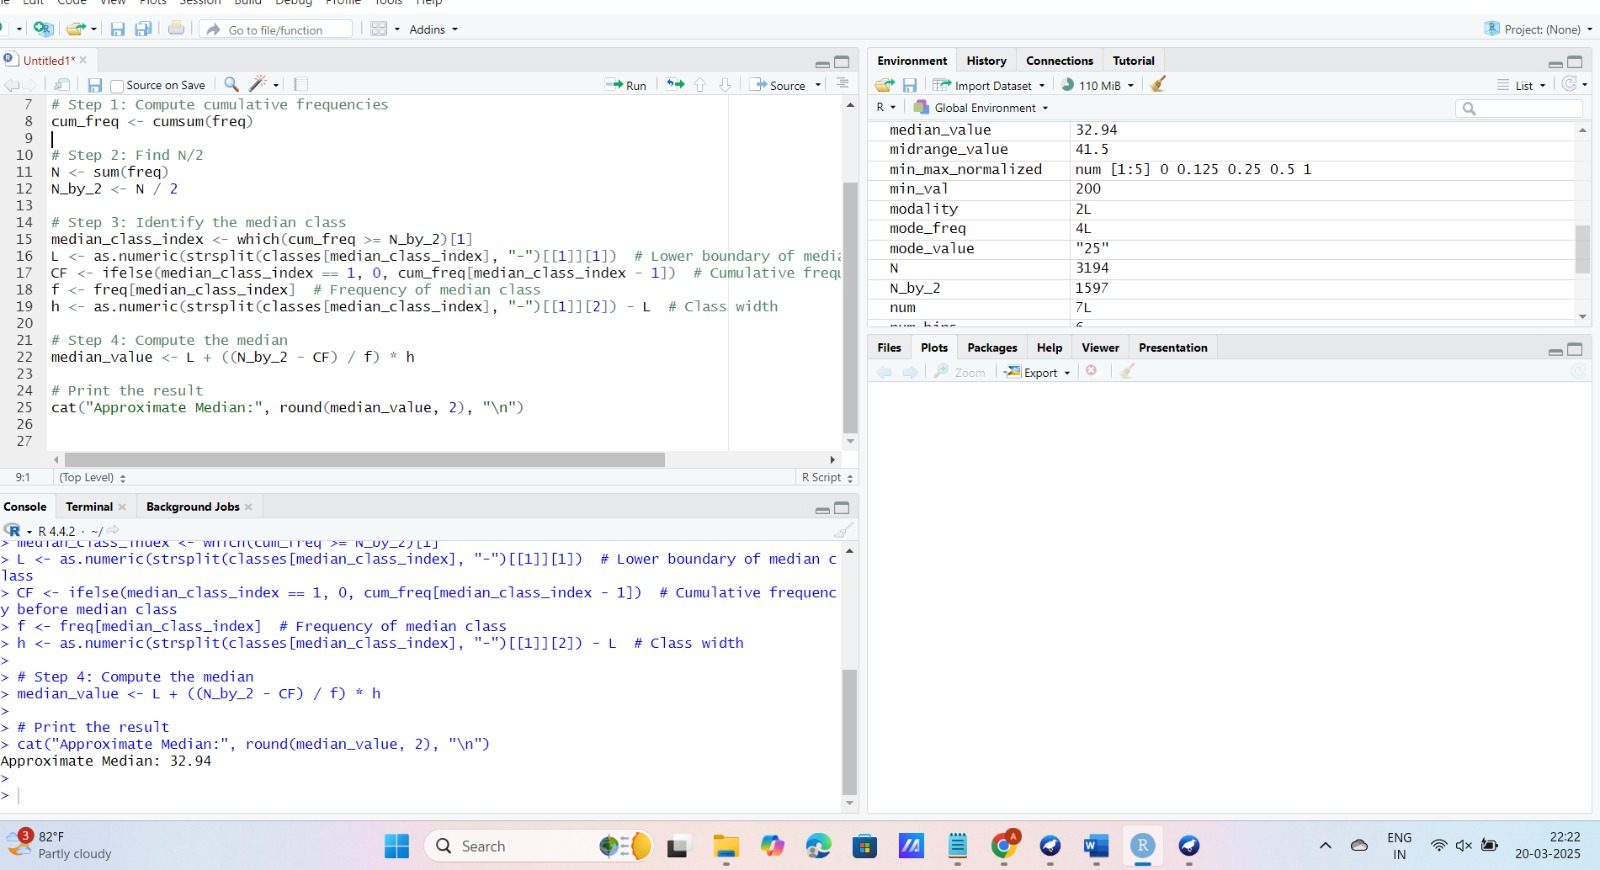 Edit Code View Plots Session Build Debug Profile Tools Help
Go to file/function Addins Project: (None)
Untitled1*
Source on Save Run Source
7 # Step 1: Compute cumulative frequencies
8 cum_freq <- cumsum(freq)
9
10 # Step 2: Find N/2
11 N <- sum(freq)
12 N_by_2 <- N / 2
13
14 # Step 3: Identify the median class
15 median_class_index <- which(cum_freq >= N_by_2)[1]
16 L <- as.numeric(strsplit(classes[median_class_index], "-")[[1]][1])  # Lower boundary of media
17 CF <- ifelse(median_class_index == 1, 0, cum_freq[median_class_index - 1])  # Cumulative frequ
18 f <- freq[median_class_index]  # Frequency of median class
19 h <- as.numeric(strsplit(classes[median_class_index], "-")[[1]][2]) - L  # Class width
20
21 # Step 4: Compute the median
22 median_value <- L + ((N_by_2 - CF) / f) * h
23
24 # Print the result
25 cat("Approximate Median:", round(median_value, 2), "\n")
26
27
9:1 (Top Level) R Script
Console Terminal Background Jobs
R R 4.4.2 · ~/
> median_class_index <- which(cum_freq >= N_by_2)[1]
> L <- as.numeric(strsplit(classes[median_class_index], "-")[[1]][1])  # Lower boundary of median c
lass
> CF <- ifelse(median_class_index == 1, 0, cum_freq[median_class_index - 1])  # Cumulative frequenc
y before median class
> f <- freq[median_class_index]  # Frequency of median class
> h <- as.numeric(strsplit(classes[median_class_index], "-")[[1]][2]) - L  # Class width
>
> # Step 4: Compute the median
> median_value <- L + ((N_by_2 - CF) / f) * h
>
> # Print the result
> cat("Approximate Median:", round(median_value, 2), "\n")
Approximate Median: 32.94
>
>
Environment History Connections Tutorial
Import Dataset 110 MiB List
R Global Environment
median_value 32.94
midrange_value 41.5
min_max_normalized num [1:5] 0 0.125 0.25 0.5 1
min_val 200
modality 2L
mode_freq 4L
mode_value "25"
N 3194
N_by_2 1597
num 7L
num_bins 6
Files Plots Packages Help Viewer Presentation
Zoom Export
3 82°F
Partly cloudy
Search
A
W
R
ENG
IN
22:22
20-03-2025